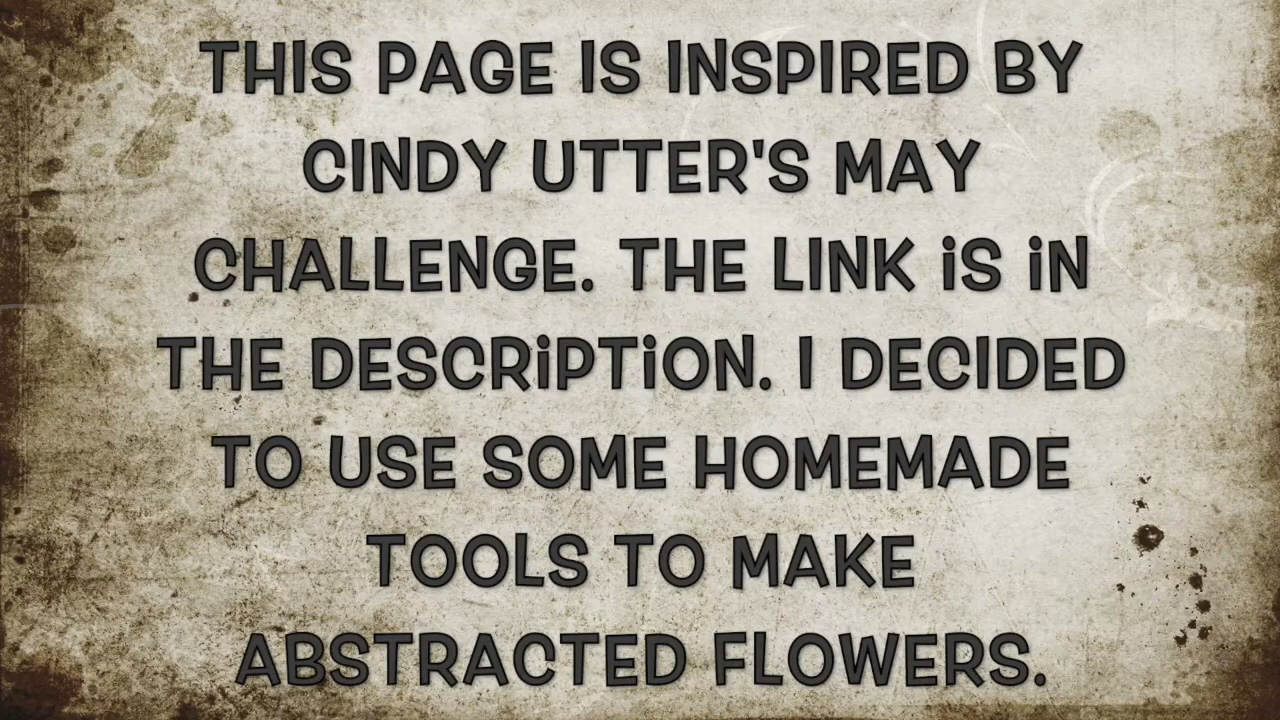 THIS PAGE IS INSPIRED BY
CINDY UTTER'S MAY
CHALLENGE. THE LINK iS iN
THE DESCRiPTiON. I DECIDED
TO USE SOME HOMEMADE
TOOLS TO MAKE
ABSTRACTED FLOWERS.